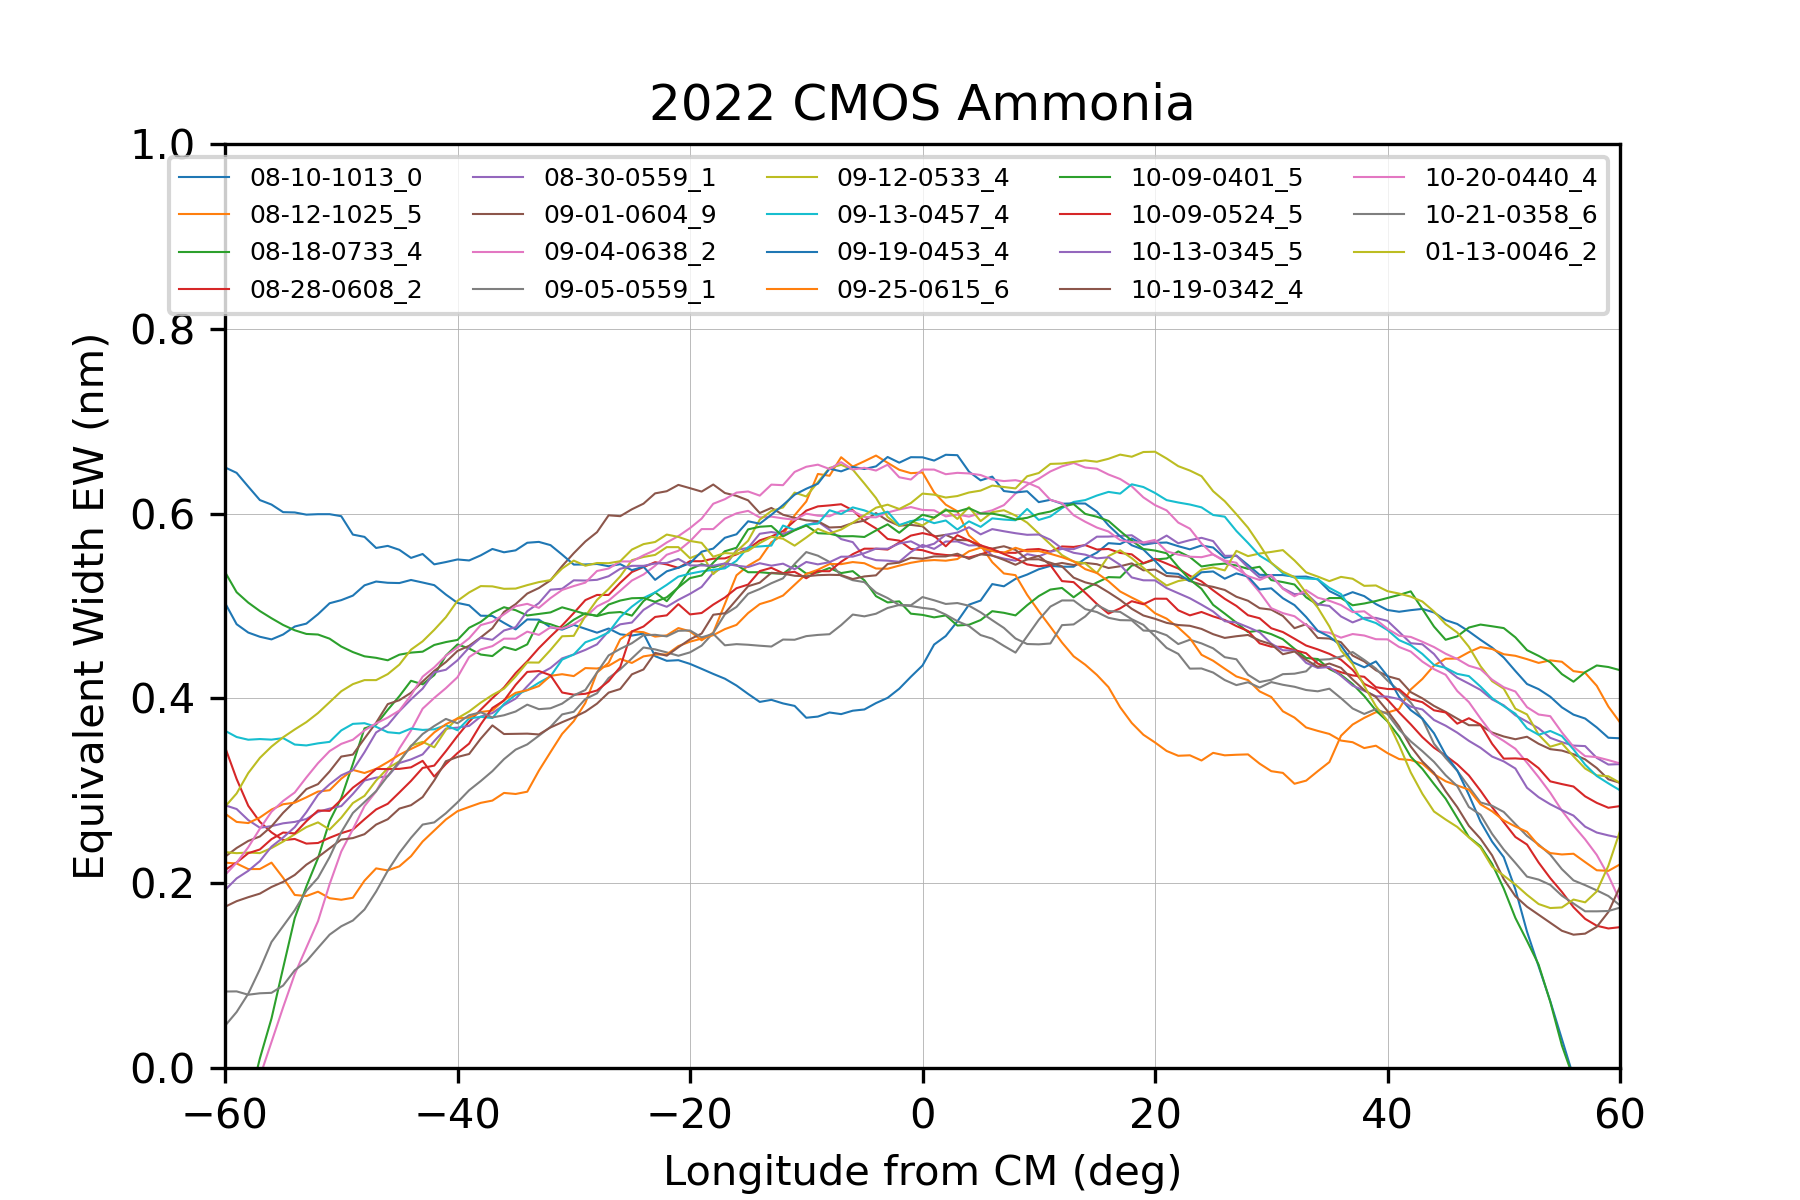 2022 CMOS Ammonia
1.0
08-10-1013_0 08-30-0559_1 09-12-0533_4 10-09-0401_5 10-20-0440_4
08-12-1025_5 09-01-0604_9 09-13-0457_4 10-09-0524_5 10-21-0358_6
08-18-0733_4 09-04-0638_2 09-19-0453_4 10-13-0345_5 01-13-0046_2
08-28-0608_2 09-05-0559_1 09-25-0615_6 10-19-0342_4
0.8
0.6
0.4
0.2
0.0
Equivalent Width EW (nm)
−60 −40 −20 0 20 40 60
Longitude from CM (deg)